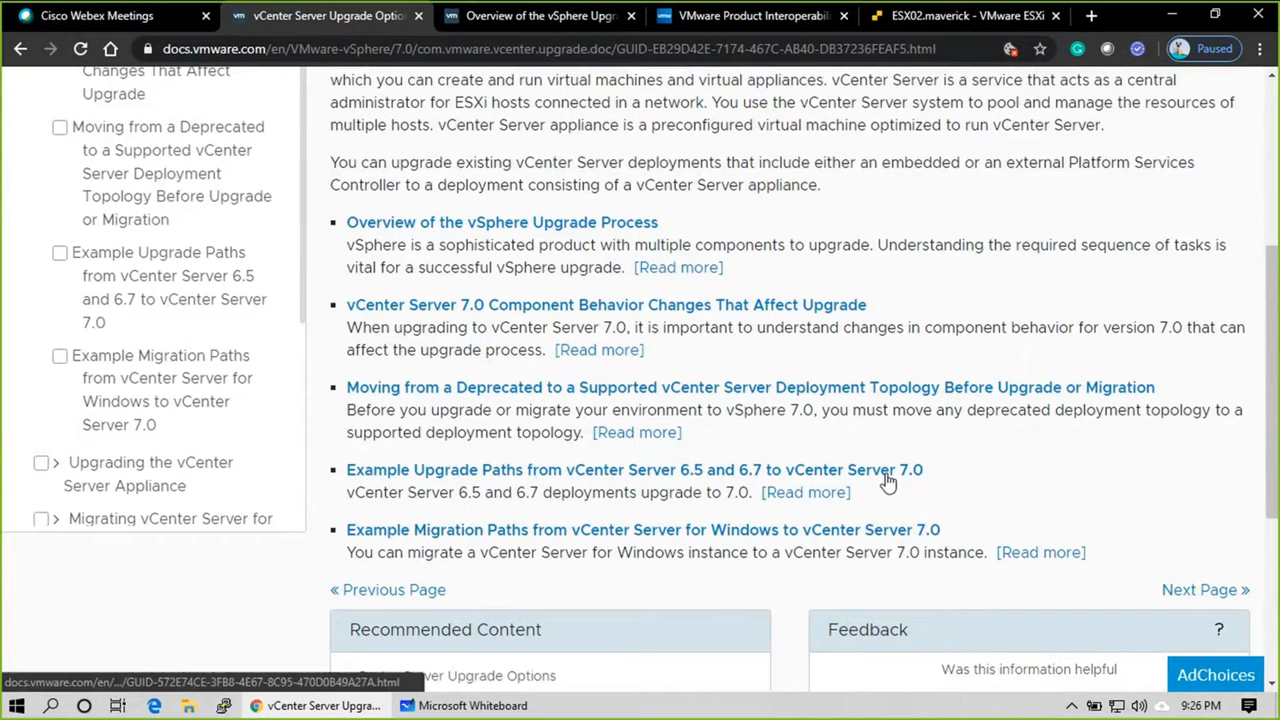 Cisco Webex Meetings
vCenter Server Upgrade Optio
Overview of the vSphere Upgra
VMware Product Interoperabil
ESX02.maverick - VMware ESXi
docs.vmware.com/en/VMware-vSphere/7.0/com.vmware.vcenter.upgrade.doc/GUID-EB29D42E-7174-467C-AB40-DB37236FEAF5.html
Paused
Changes That Affect
Upgrade
Moving from a Deprecated
to a Supported vCenter
Server Deployment
Topology Before Upgrade
or Migration
Example Upgrade Paths
from vCenter Server 6.5
and 6.7 to vCenter Server
7.0
Example Migration Paths
from vCenter Server for
Windows to vCenter
Server 7.0
Upgrading the vCenter
Server Appliance
Migrating vCenter Server for
which you can create and run virtual machines and virtual appliances. vCenter Server is a service that acts as a central
administrator for ESXi hosts connected in a network. You use the vCenter Server system to pool and manage the resources of
multiple hosts. vCenter Server appliance is a preconfigured virtual machine optimized to run vCenter Server.
You can upgrade existing vCenter Server deployments that include either an embedded or an external Platform Services
Controller to a deployment consisting of a vCenter Server appliance.
▪ Overview of the vSphere Upgrade Process
vSphere is a sophisticated product with multiple components to upgrade. Understanding the required sequence of tasks is
vital for a successful vSphere upgrade. [Read more]
▪ vCenter Server 7.0 Component Behavior Changes That Affect Upgrade
When upgrading to vCenter Server 7.0, it is important to understand changes in component behavior for version 7.0 that can
affect the upgrade process. [Read more]
▪ Moving from a Deprecated to a Supported vCenter Server Deployment Topology Before Upgrade or Migration
Before you upgrade or migrate your environment to vSphere 7.0, you must move any deprecated deployment topology to a
supported deployment topology. [Read more]
▪ Example Upgrade Paths from vCenter Server 6.5 and 6.7 to vCenter Server 7.0
vCenter Server 6.5 and 6.7 deployments upgrade to 7.0. [Read more]
▪ Example Migration Paths from vCenter Server for Windows to vCenter Server 7.0
You can migrate a vCenter Server for Windows instance to a vCenter Server 7.0 instance. [Read more]
« Previous Page
Next Page »
Recommended Content
Server Upgrade Options
Feedback ?
Was this information helpful
AdChoices
docs.vmware.com/en/.../GUID-572E74CE-3FB8-4E67-8C95-470D0B49A27A.html
vCenter Server Upgra...
Microsoft Whiteboard
9:26 PM